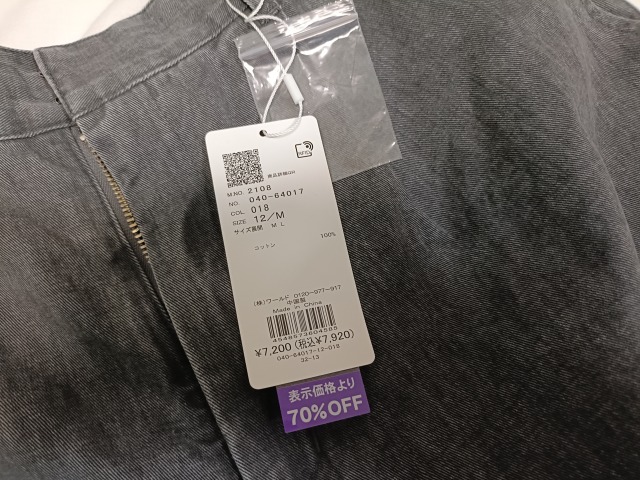 商品詳細QR
RFID
M.NO. 2108
NO. 040-64017
COL. 018
SIZE 12/M
サイズ展開 M L
コットン 100%
(株)ワールド 0120-977-917
中国製
Made in China
4548573604585
¥7,200(税込¥7,920)
040-64017-12-018
32-13
表示価格より
70%OFF